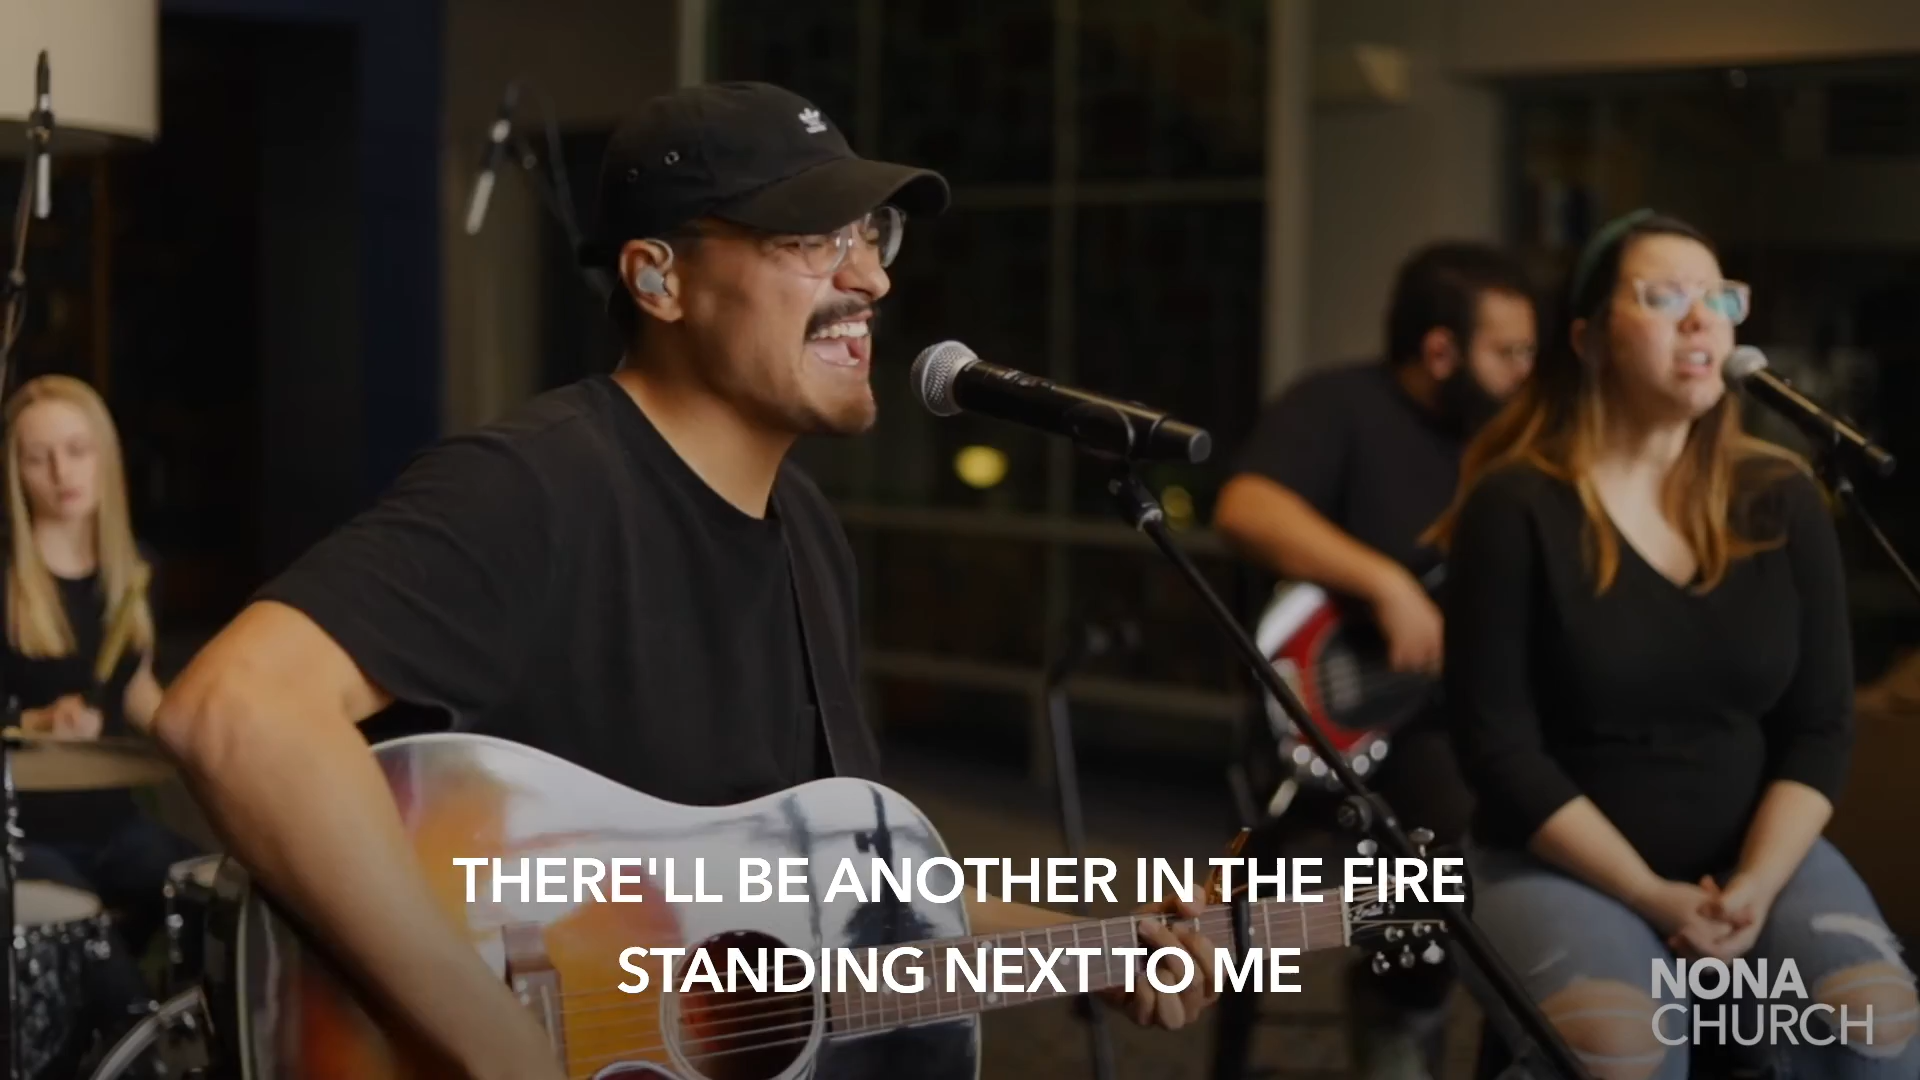 THERE'LL BE ANOTHER IN THE FIRE
STANDING NEXT TO ME
NONA
CHURCH